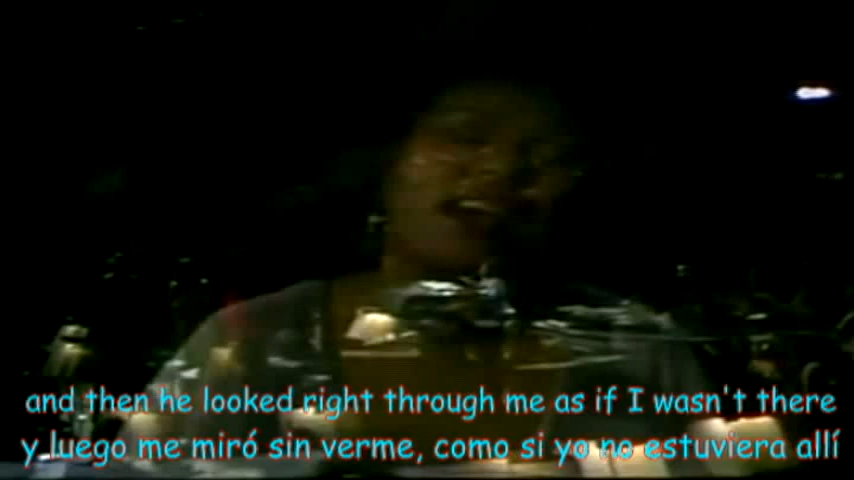 and then he looked right through me as if I wasn't there
y luego me miró sin verme, como si yo no estuviera allí